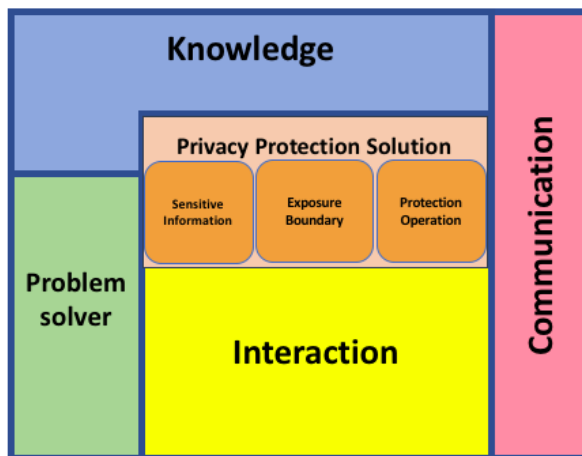 Knowledge
Privacy Protection Solution
Sensitive
Information
Exposure
Boundary
Protection
Operation
Problem
solver
Interaction
Communication